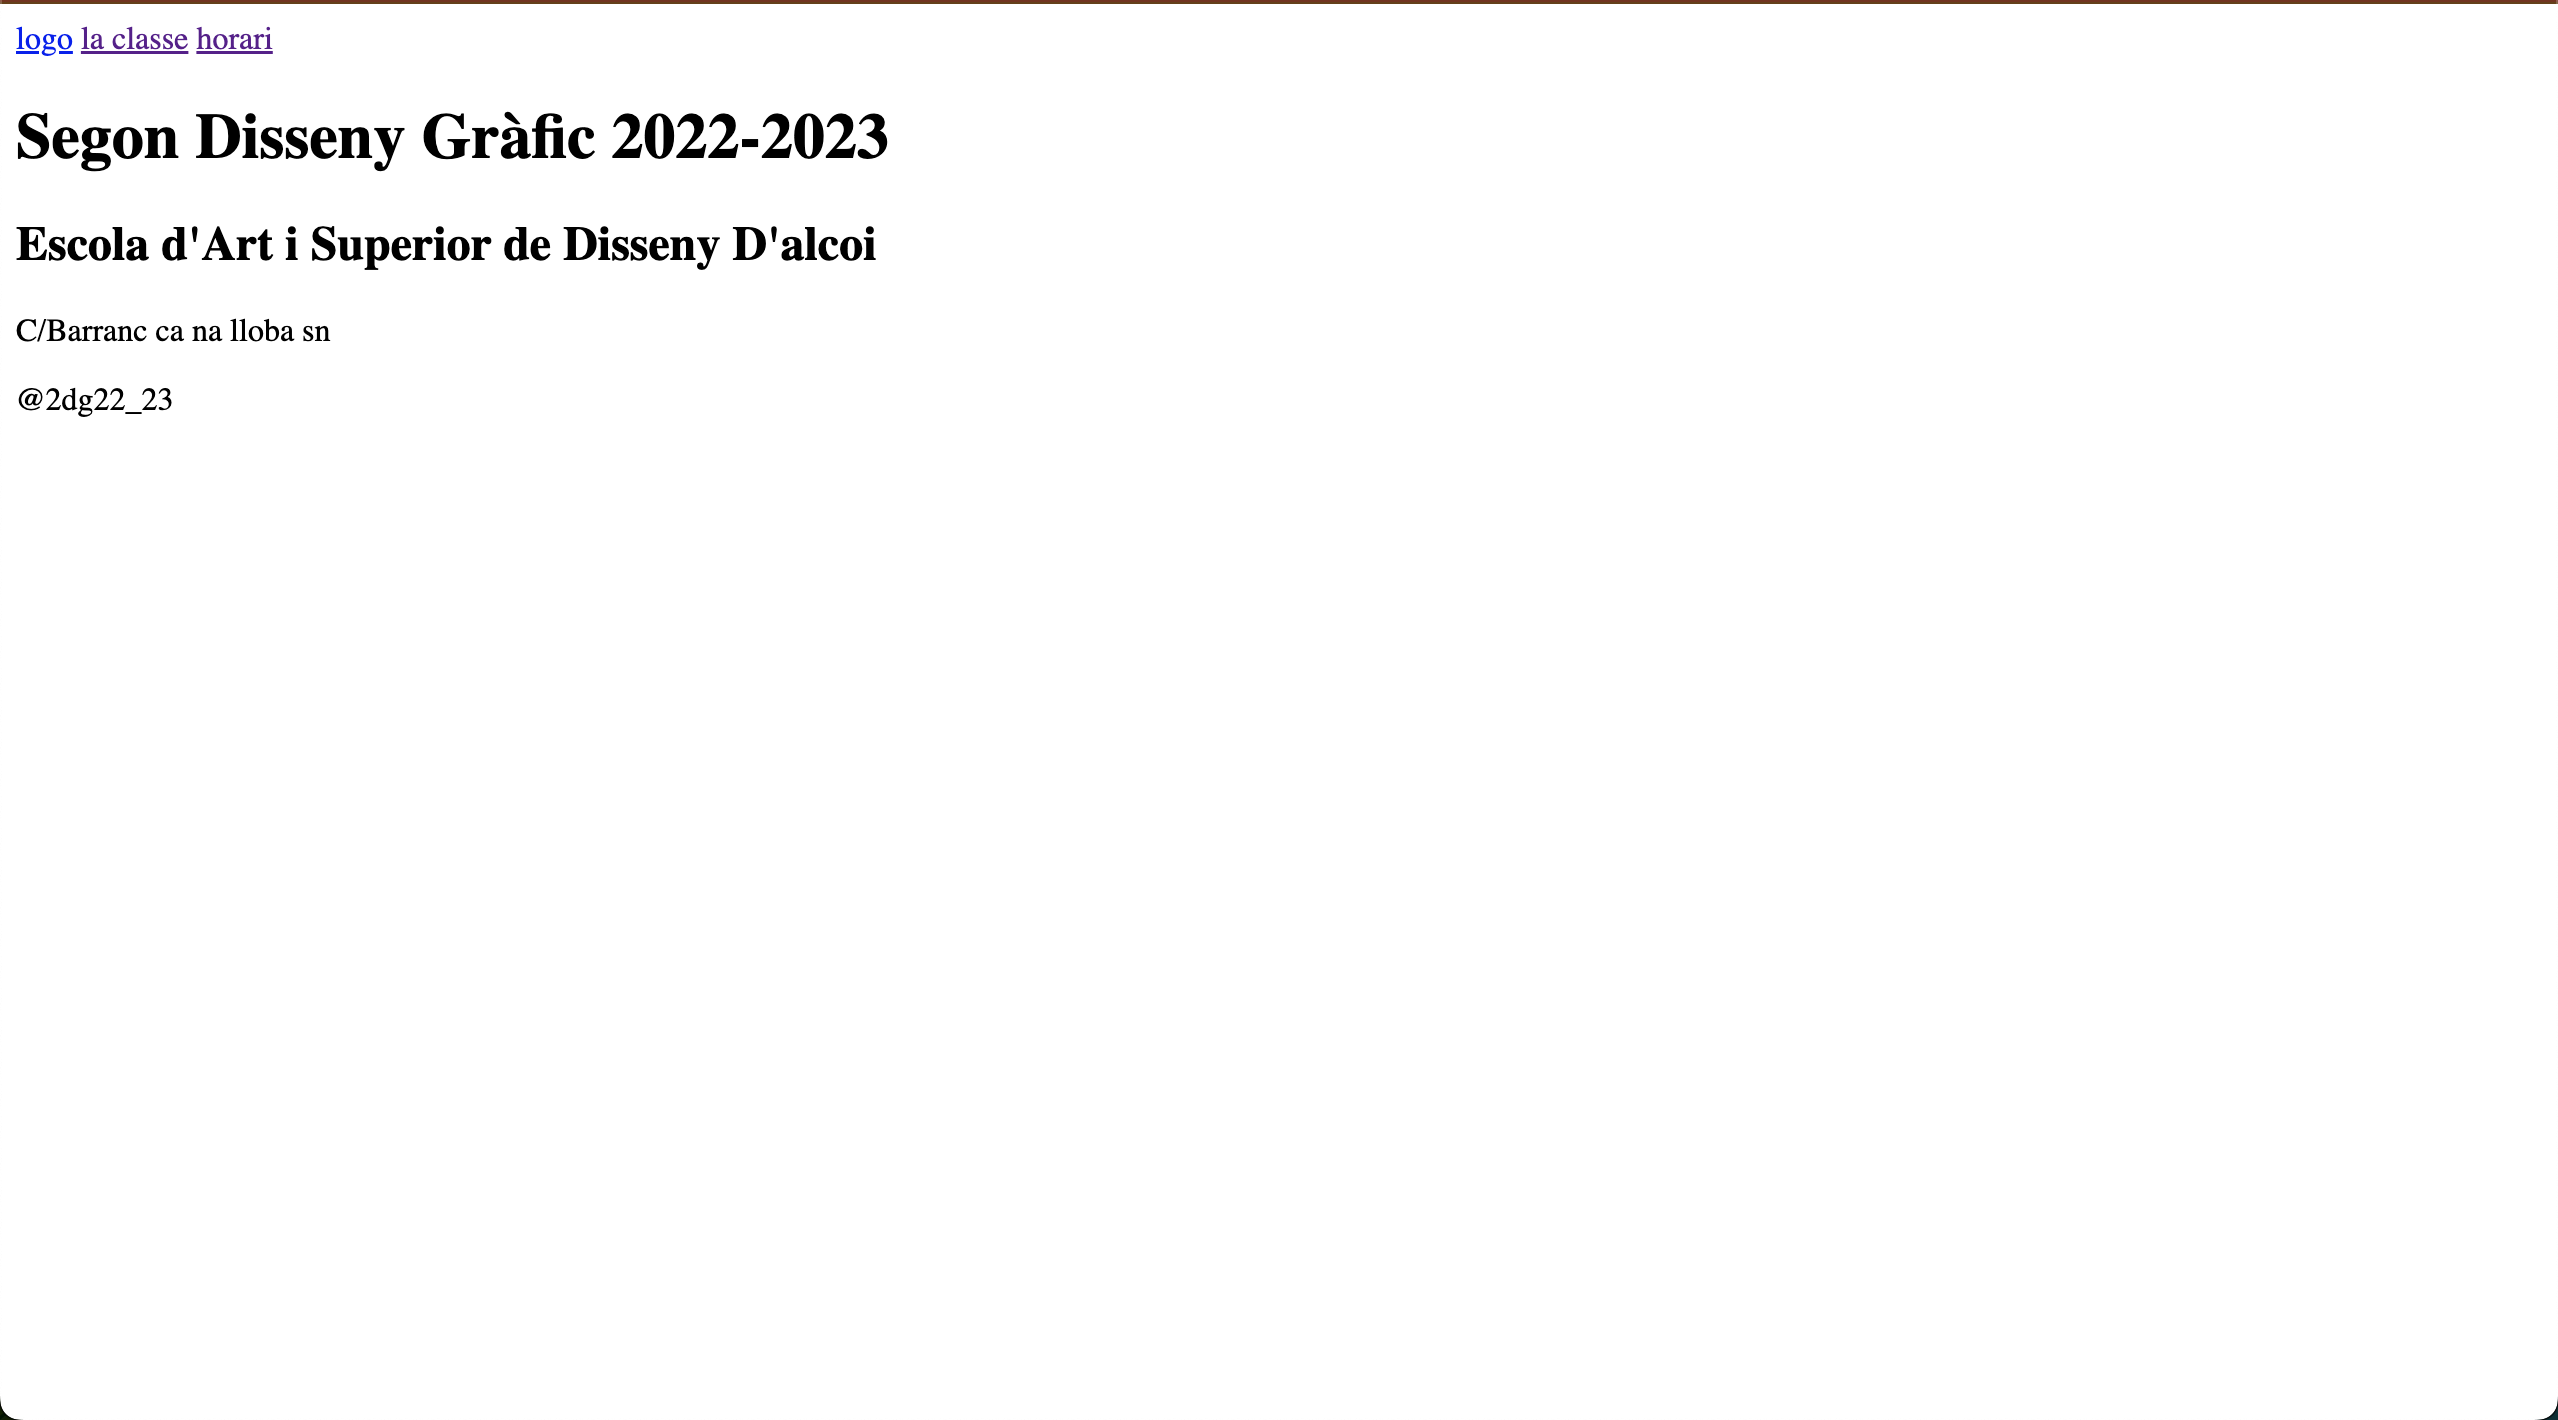 logo la classe horari
Segon Disseny Gràfic 2022-2023
Escola d'Art i Superior de Disseny D'alcoi
C/Barranc ca na lloba sn
@2dg22_23